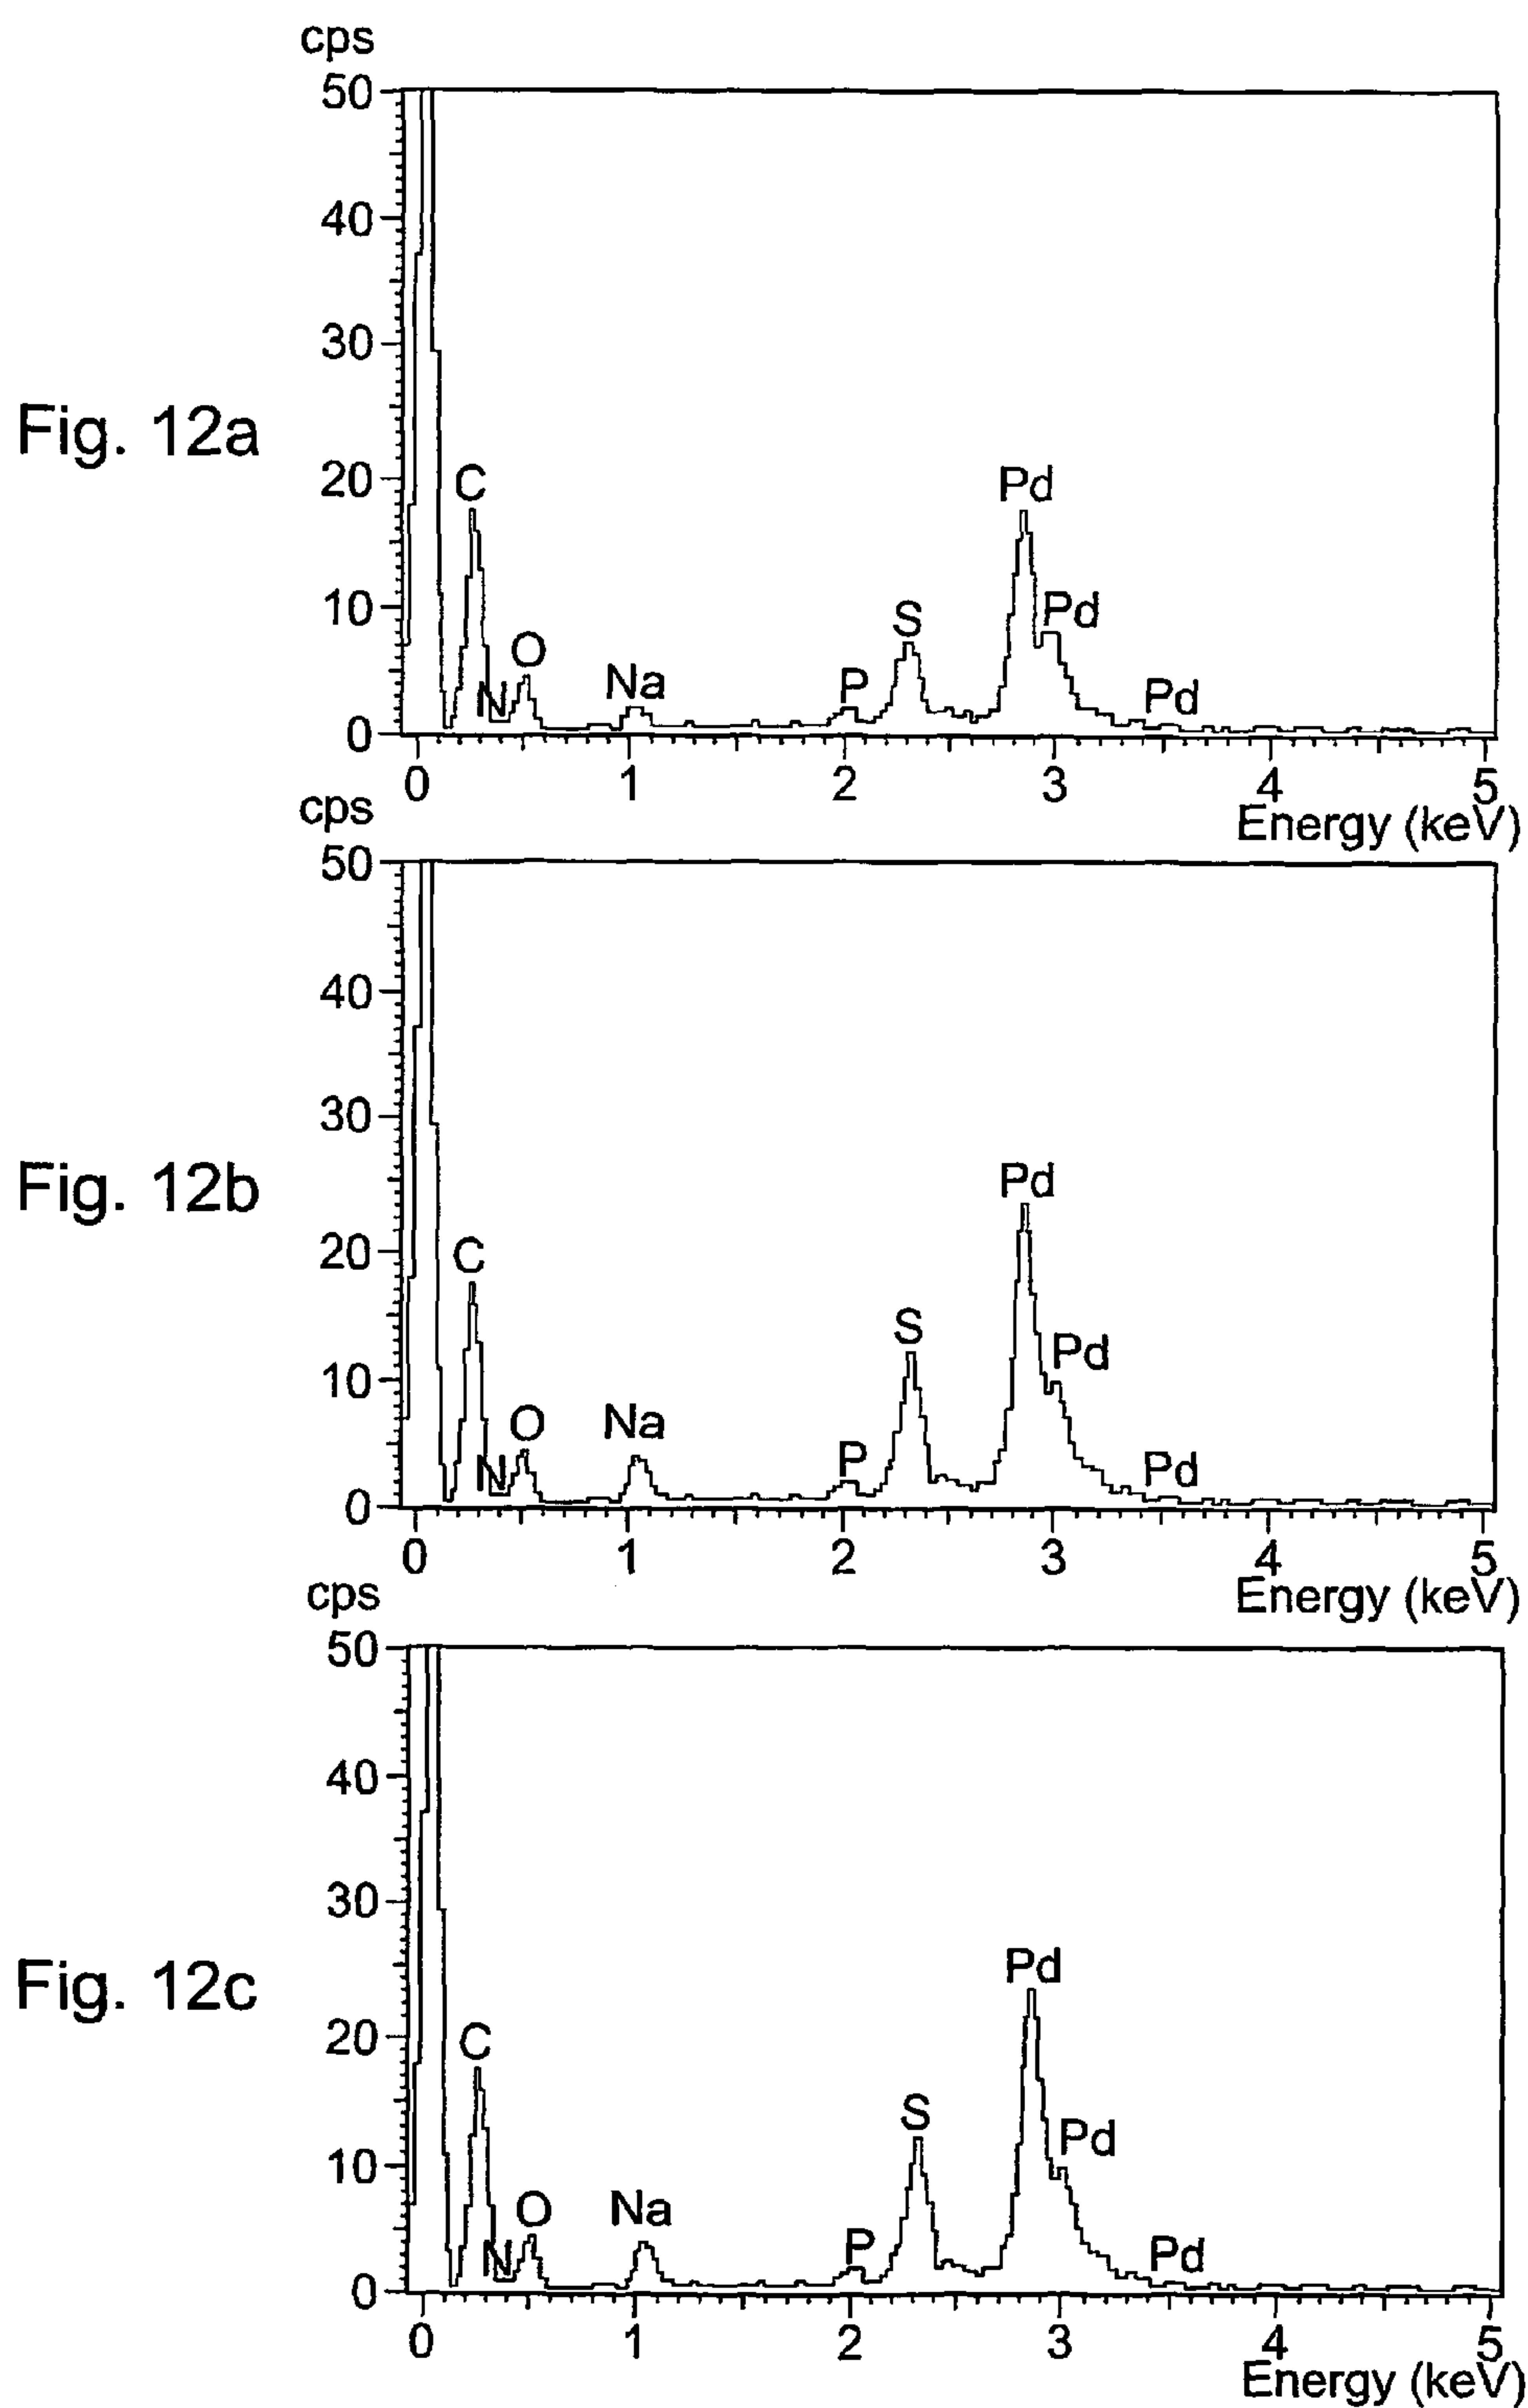 cps
50
40
30
20
10
0
Fig. 12a
C
N
O
Na
P
S
Pd
Pd
Pd
0 1 2 3 4 5
Energy (keV)
cps
50
40
30
20
10
0
Fig. 12b
C
N
O
Na
P
S
Pd
Pd
Pd
0 1 2 3 4 5
Energy (keV)
cps
50
40
30
20
10
0
Fig. 12c
C
N
O
Na
P
S
Pd
Pd
Pd
0 1 2 3 4 5
Energy (keV)